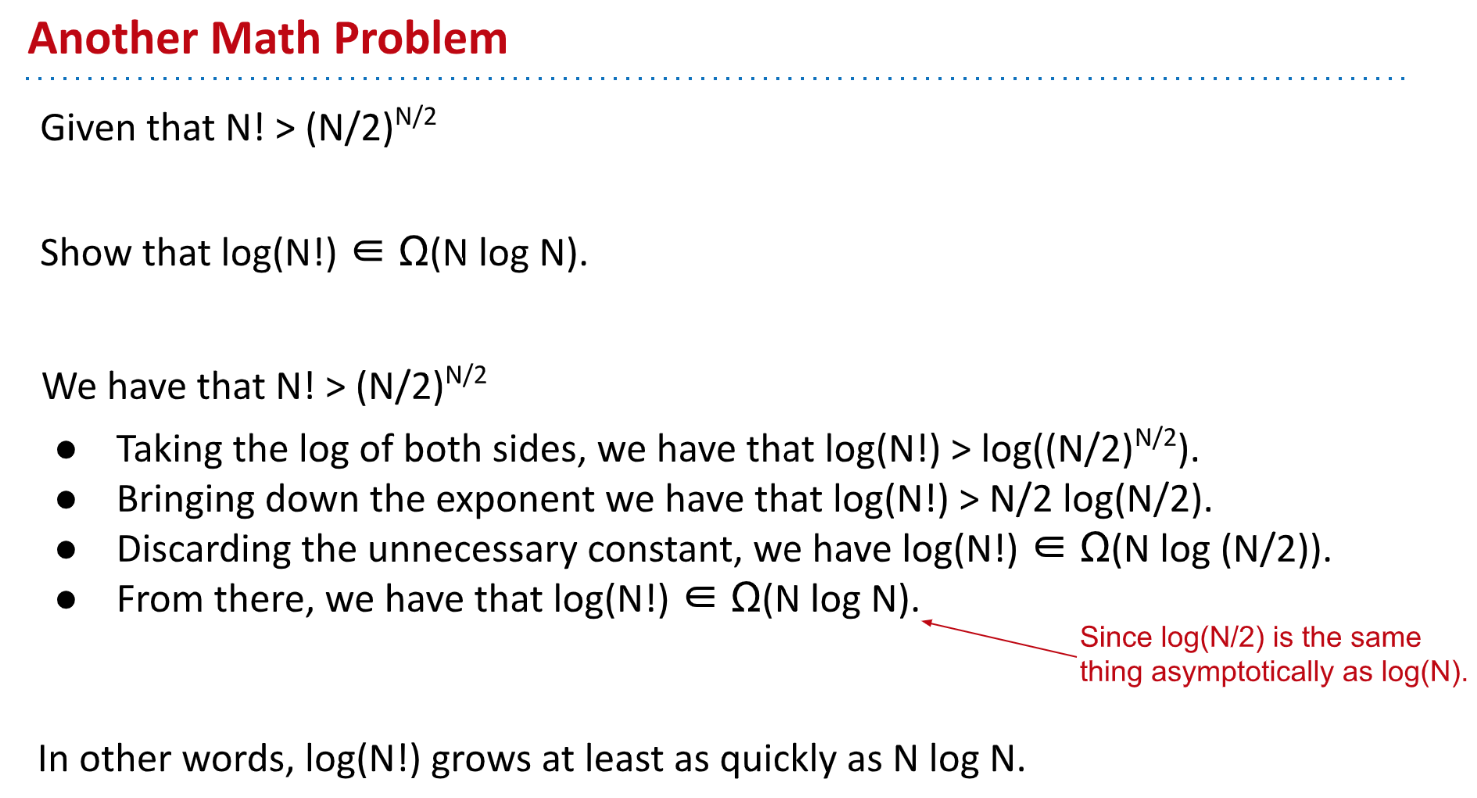 Another Math Problem
Given that N! > (N/2)^N/2
Show that log(N!) ∈ Ω(N log N).
We have that N! > (N/2)^N/2
● Taking the log of both sides, we have that log(N!) > log((N/2)^N/2).
● Bringing down the exponent we have that log(N!) > N/2 log(N/2).
● Discarding the unnecessary constant, we have log(N!) ∈ Ω(N log (N/2)).
● From there, we have that log(N!) ∈ Ω(N log N).
Since log(N/2) is the same
thing asymptotically as log(N).
In other words, log(N!) grows at least as quickly as N log N.